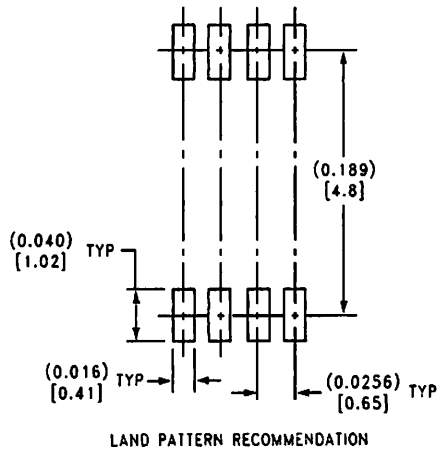 (0.189)
[4.8]
(0.040)
[1.02] TYP
(0.016)
[0.41] TYP
(0.0256)
[0.65] TYP
LAND PATTERN RECOMMENDATION